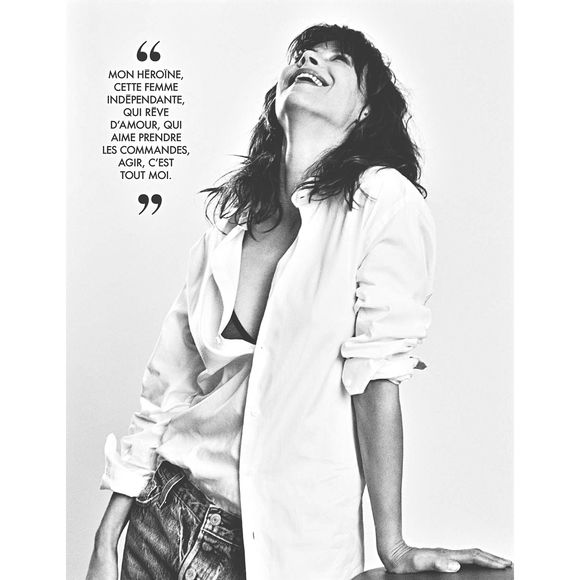 “
MON HÉROÏNE,
CETTE FEMME
INDÉPENDANTE,
QUI RÊVE
D’AMOUR, QUI
AIME PRENDRE
LES COMMANDES,
AGIR, C’EST
TOUT MOI.
”